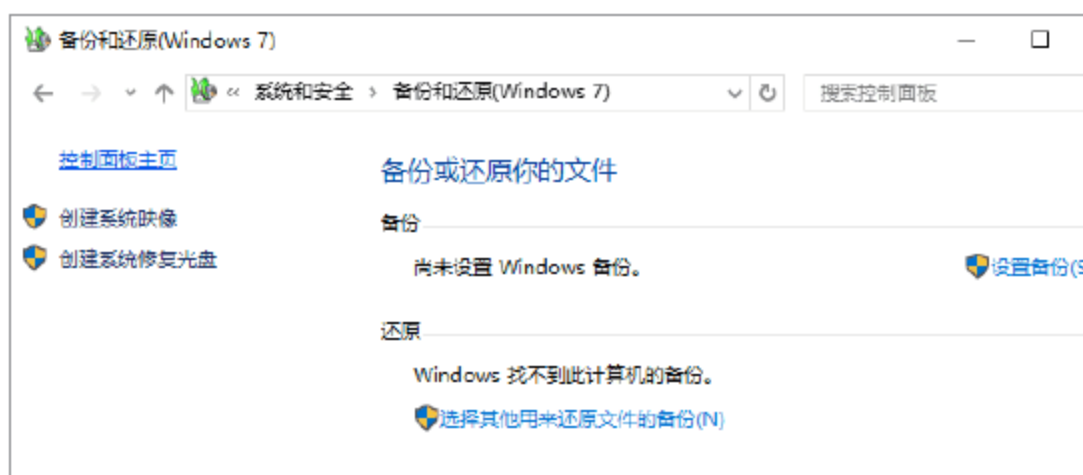 备份和还原(Windows 7)
« 系统和安全 › 备份和还原(Windows 7)
搜索控制面板
控制面板主页
创建系统映像
创建系统修复光盘
备份或还原你的文件
备份
尚未设置 Windows 备份。
设置备份(S
还原
Windows 找不到此计算机的备份。
选择其他用来还原文件的备份(N)